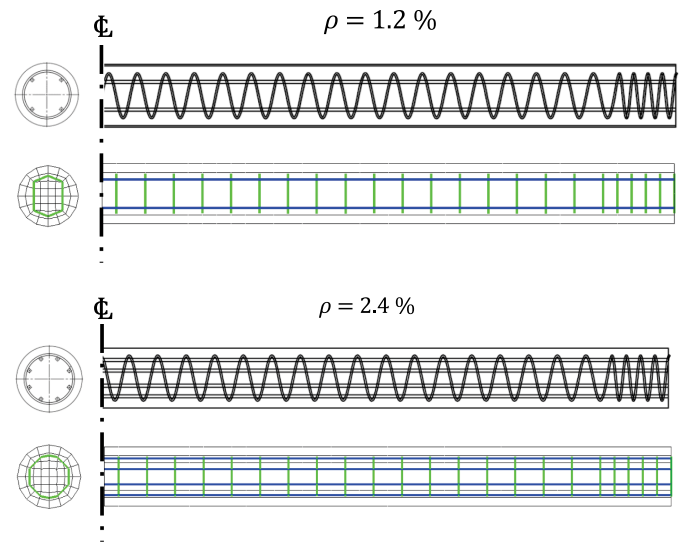 ℄
ρ = 1.2 %
℄
ρ = 2.4 %